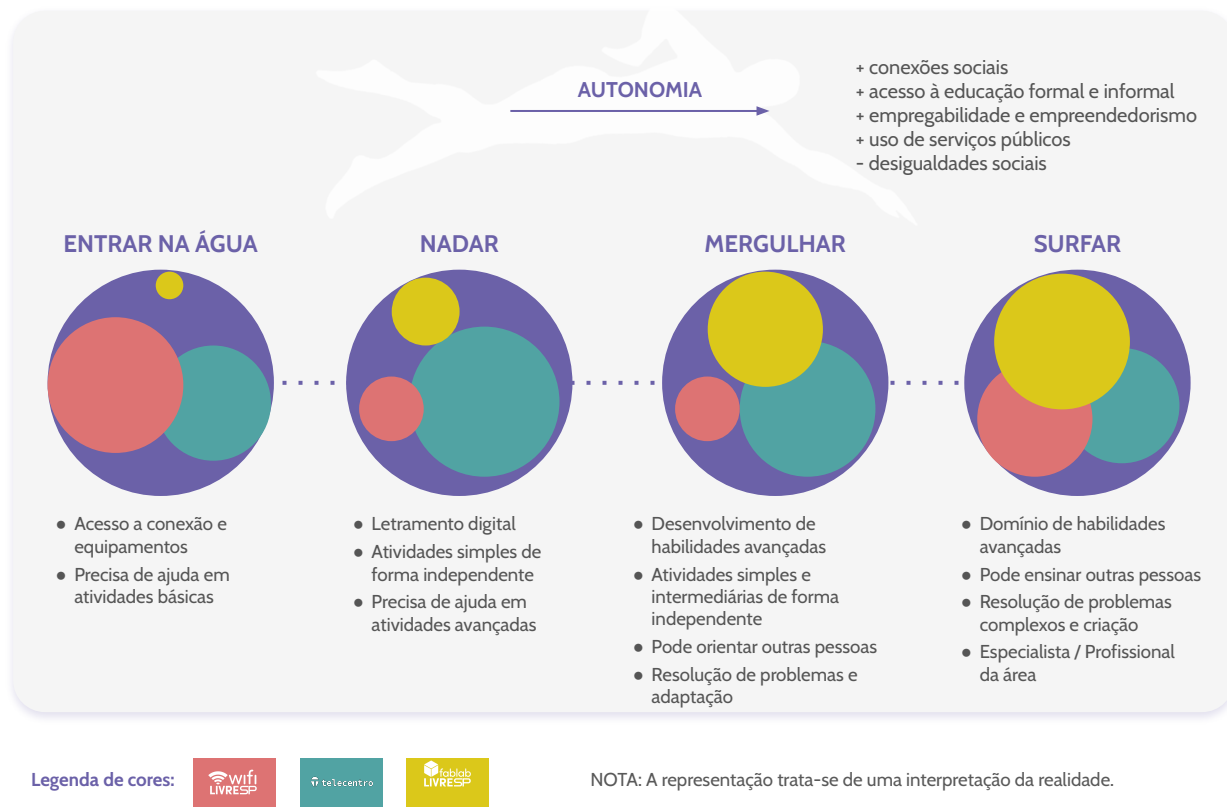 AUTONOMIA
+ conexões sociais
+ acesso à educação formal e informal
+ empregabilidade e empreendedorismo
+ uso de serviços públicos
- desigualdades sociais
ENTRAR NA ÁGUA
● Acesso a conexão e
equipamentos
● Precisa de ajuda em
atividades básicas
NADAR
● Letramento digital
● Atividades simples de
forma independente
● Precisa de ajuda em
atividades avançadas
MERGULHAR
● Desenvolvimento de
habilidades avançadas
● Atividades simples e
intermediárias de forma
independente
● Pode orientar outras pessoas
● Resolução de problemas e
adaptação
SURFAR
● Domínio de habilidades
avançadas
● Pode ensinar outras pessoas
● Resolução de problemas
complexos e criação
● Especialista / Profissional
da área
Legenda de cores:
wifi
LIVRESP
telecentro
fablab
LIVRESP
NOTA: A representação trata-se de uma interpretação da realidade.